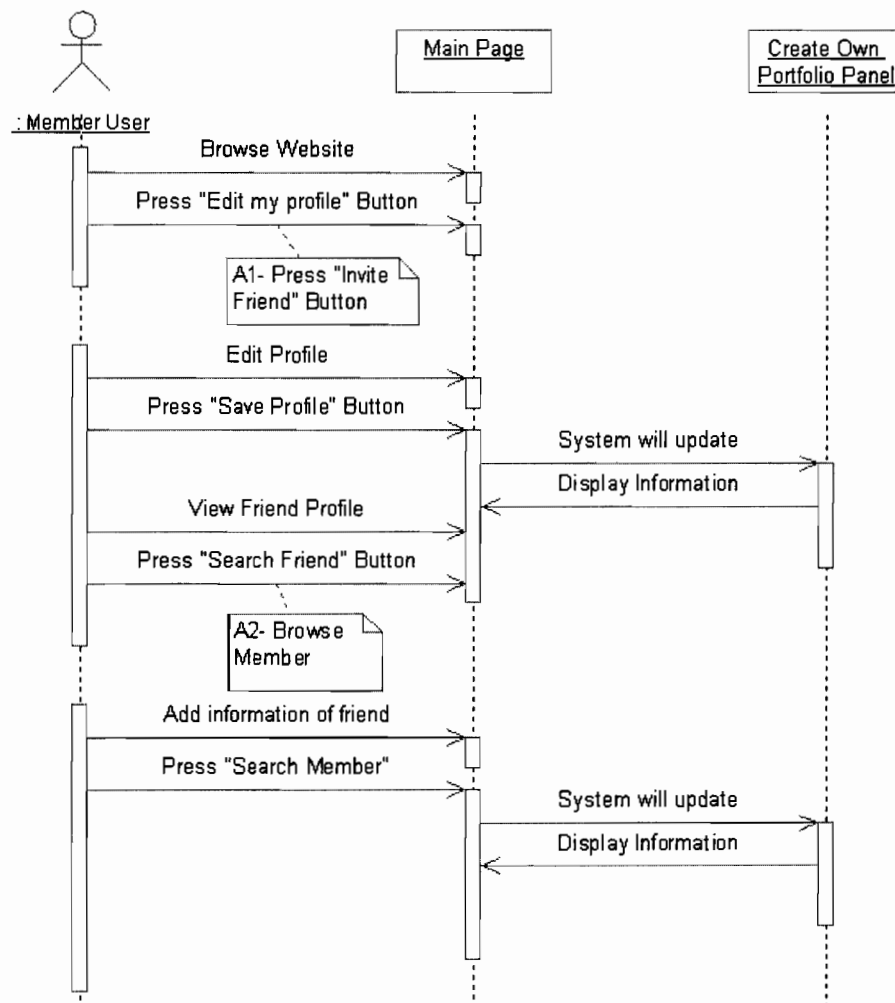 Main Page
Create Own
Portfolio Panel
: Member User
Browse Website
Press "Edit my profile" Button
A1- Press "Invite
Friend" Button
Edit Profile
Press "Save Profile" Button
System will update
Display Information
View Friend Profile
Press "Search Friend" Button
A2- Browse
Member
Add information of friend
Press "Search Member"
System will update
Display Information